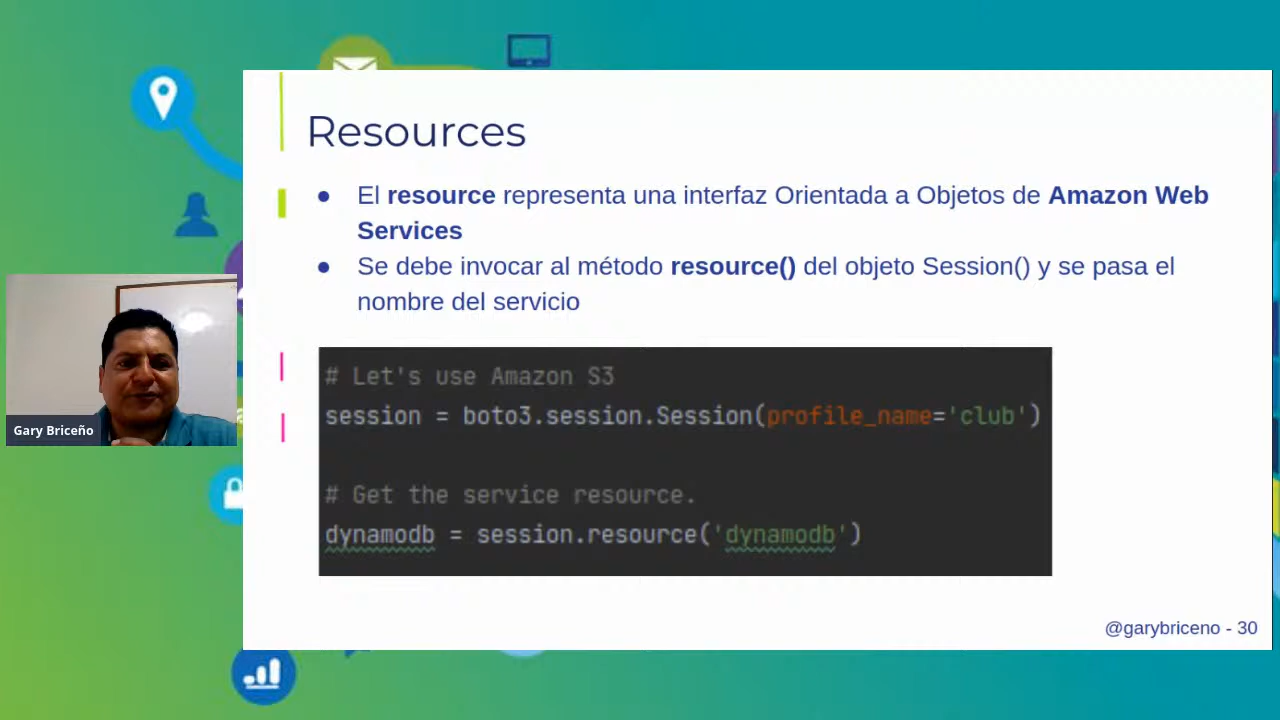 Resources
● El resource representa una interfaz Orientada a Objetos de Amazon Web
Services
● Se debe invocar al método resource() del objeto Session() y se pasa el
nombre del servicio
# Let's use Amazon S3
session = boto3.session.Session(profile_name='club')
# Get the service resource.
dynamodb = session.resource('dynamodb')
Gary Briceño
@garybriceno - 30